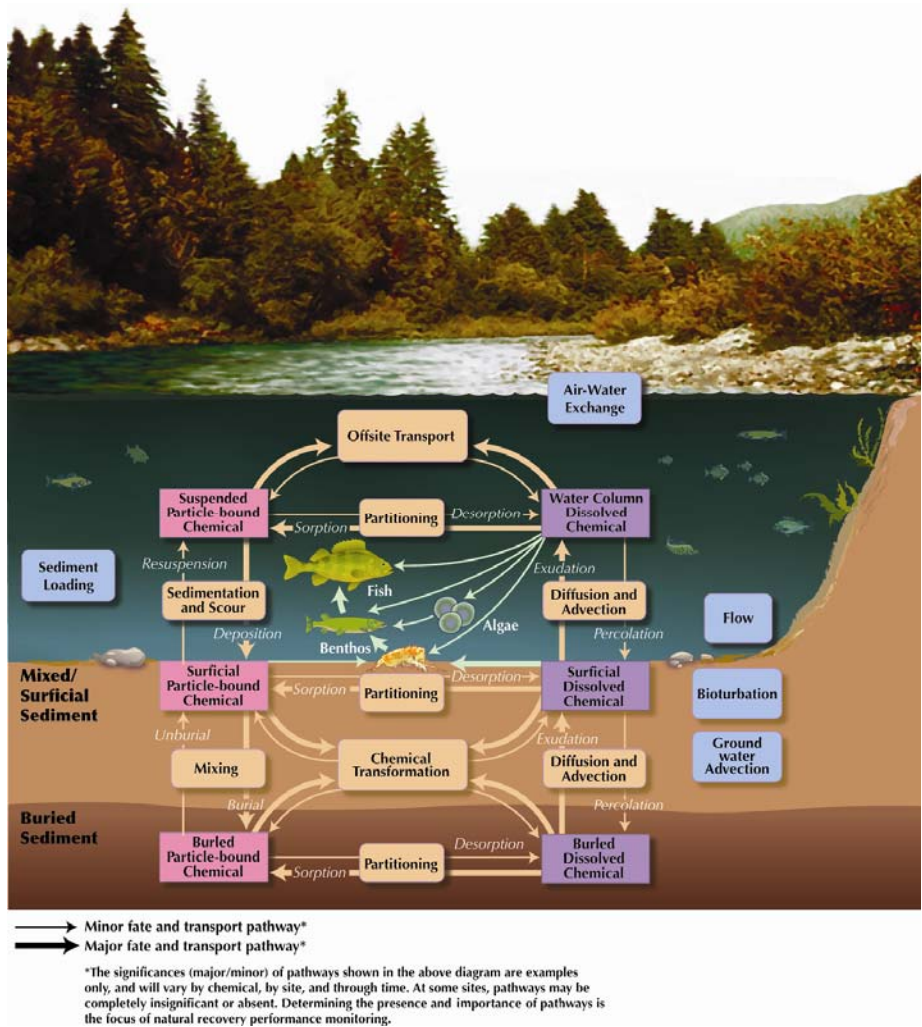 Air-Water
Exchange
Offsite Transport
Suspended
Particle-bound
Chemical
Sorption
Partitioning
Desorption
Water Column
Dissolved
Chemical
Sediment
Loading
Resuspension
Fish
Exudation
Sedimentation
and Scour
Algae
Diffusion and
Advection
Flow
Deposition
Benthos
Percolation
Mixed/
Surficial
Sediment
Surficial
Particle-bound
Chemical
Sorption
Partitioning
Desorption
Surficial
Dissolved
Chemical
Bioturbation
Unburial
Exudation
Ground
water
Advection
Mixing
Chemical
Transformation
Diffusion and
Advection
Burial
Percolation
Buried
Sediment
Buried
Particle-bound
Chemical
Sorption
Partitioning
Desorption
Buried
Dissolved
Chemical
Minor fate and transport pathway*
Major fate and transport pathway*
*The significances (major/minor) of pathways shown in the above diagram are examples
only, and will vary by chemical, by site, and through time. At some sites, pathways may be
completely insignificant or absent. Determining the presence and importance of pathways is
the focus of natural recovery performance monitoring.